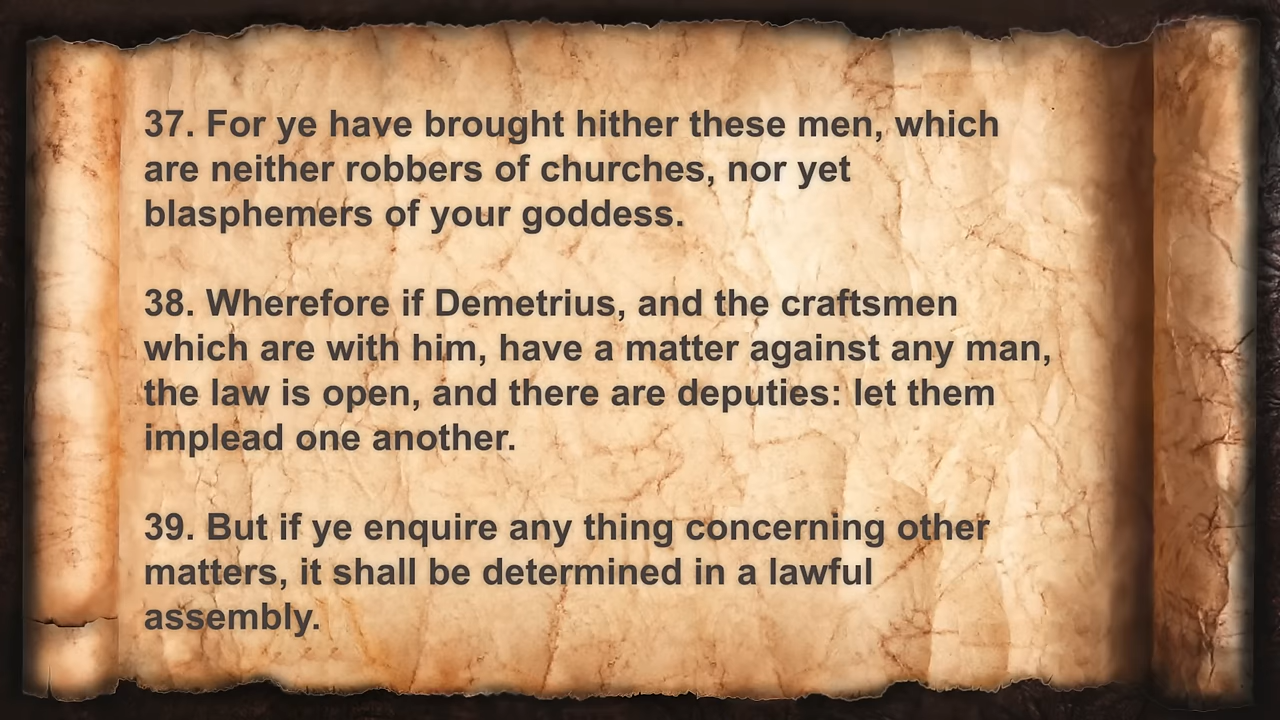 37. For ye have brought hither these men, which
are neither robbers of churches, nor yet
blasphemers of your goddess.
38. Wherefore if Demetrius, and the craftsmen
which are with him, have a matter against any man,
the law is open, and there are deputies: let them
implead one another.
39. But if ye enquire any thing concerning other
matters, it shall be determined in a lawful
assembly.